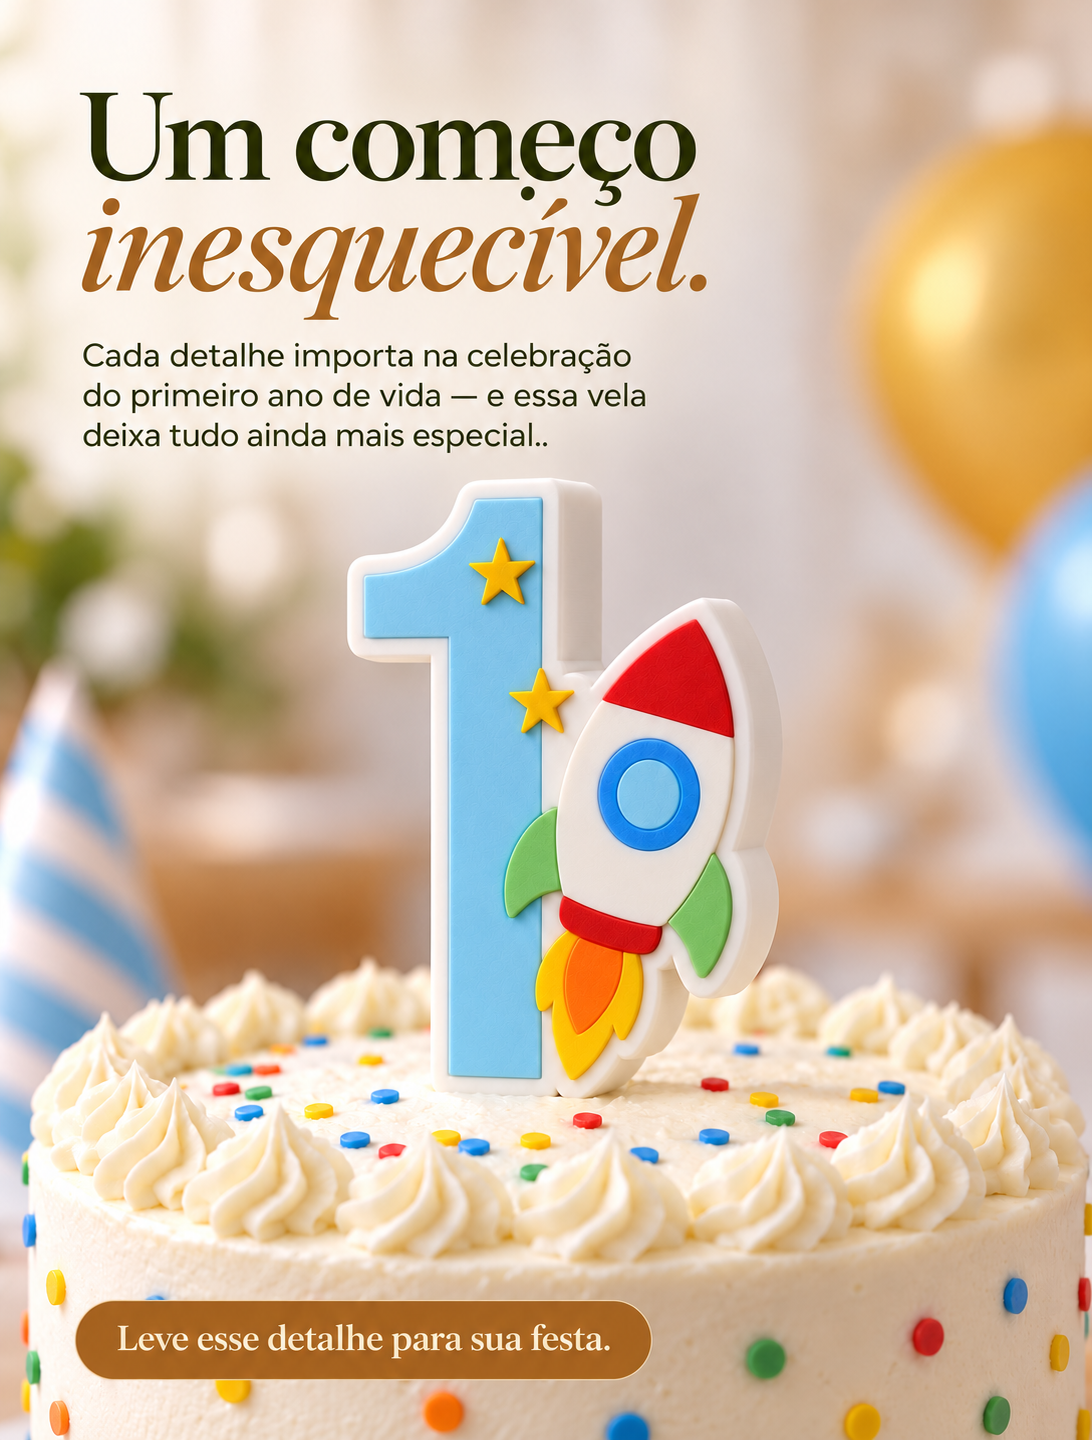 Um começo
inesquecível.
Cada detalhe importa na celebração
do primeiro ano de vida — e essa vela
deixa tudo ainda mais especial..
1
Leve esse detalhe para sua festa.